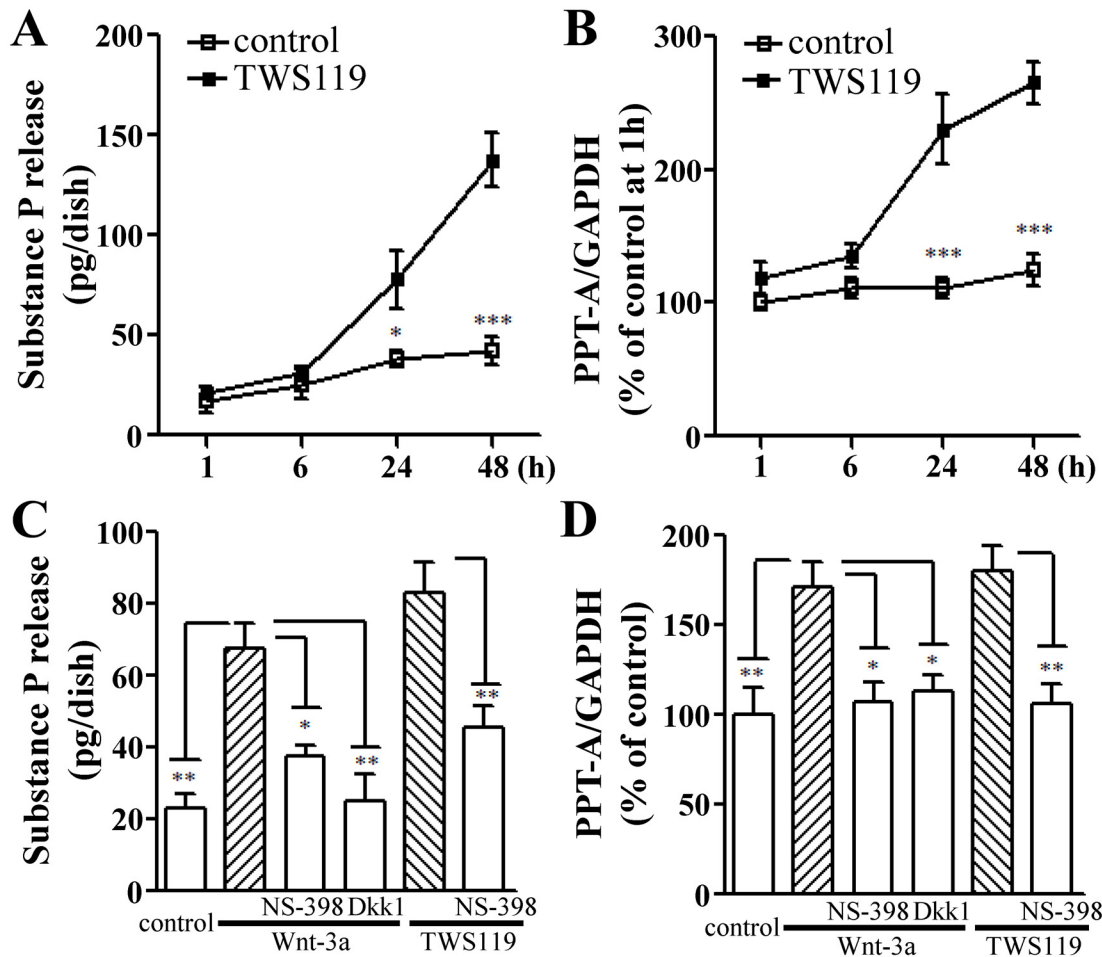 A
Substance P release
(pg/dish)
200
150
100
50
0
control
TWS119
*
***
1 6 24 48 (h)
B
PPT-A/GAPDH
(% of control at 1h)
300
200
100
0
control
TWS119
***
***
1 6 24 48 (h)
C
Substance P release
(pg/dish)
100
80
60
40
20
0
**
*
**
**
control
NS-398 Dkk1
NS-398
Wnt-3a
TWS119
D
PPT-A/GAPDH
(% of control)
200
150
100
50
0
**
*
*
**
control
NS-398 Dkk1
NS-398
Wnt-3a
TWS119